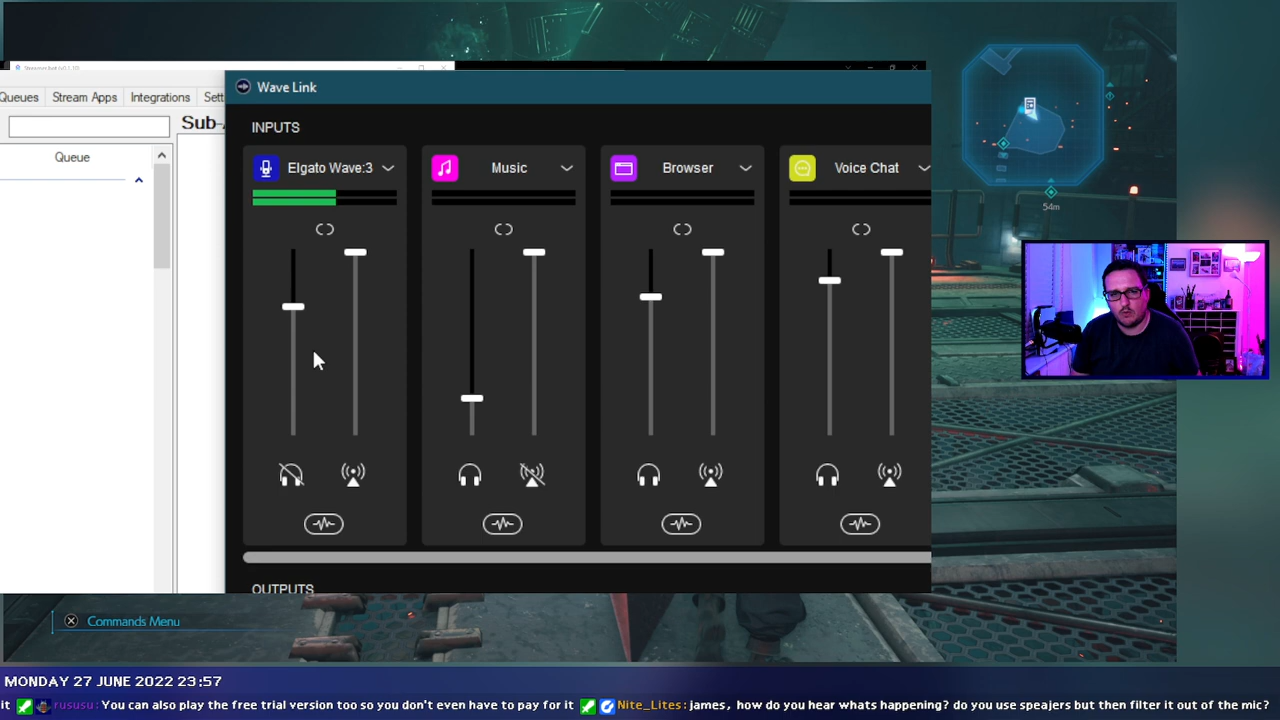 Wave Link
Queues Stream Apps Integrations Sett
Sub-A
INPUTS
Queue
Elgato Wave:3 Music Browser Voice Chat
54m
OUTPUTS
Commands Menu
MONDAY 27 JUNE 2022 23:57
it rususu: You can also play the free trial version too so you don't even have to pay for it Nite_Lites: james, how do you hear whats happening? do you use speajers but then filter it out of the mic?